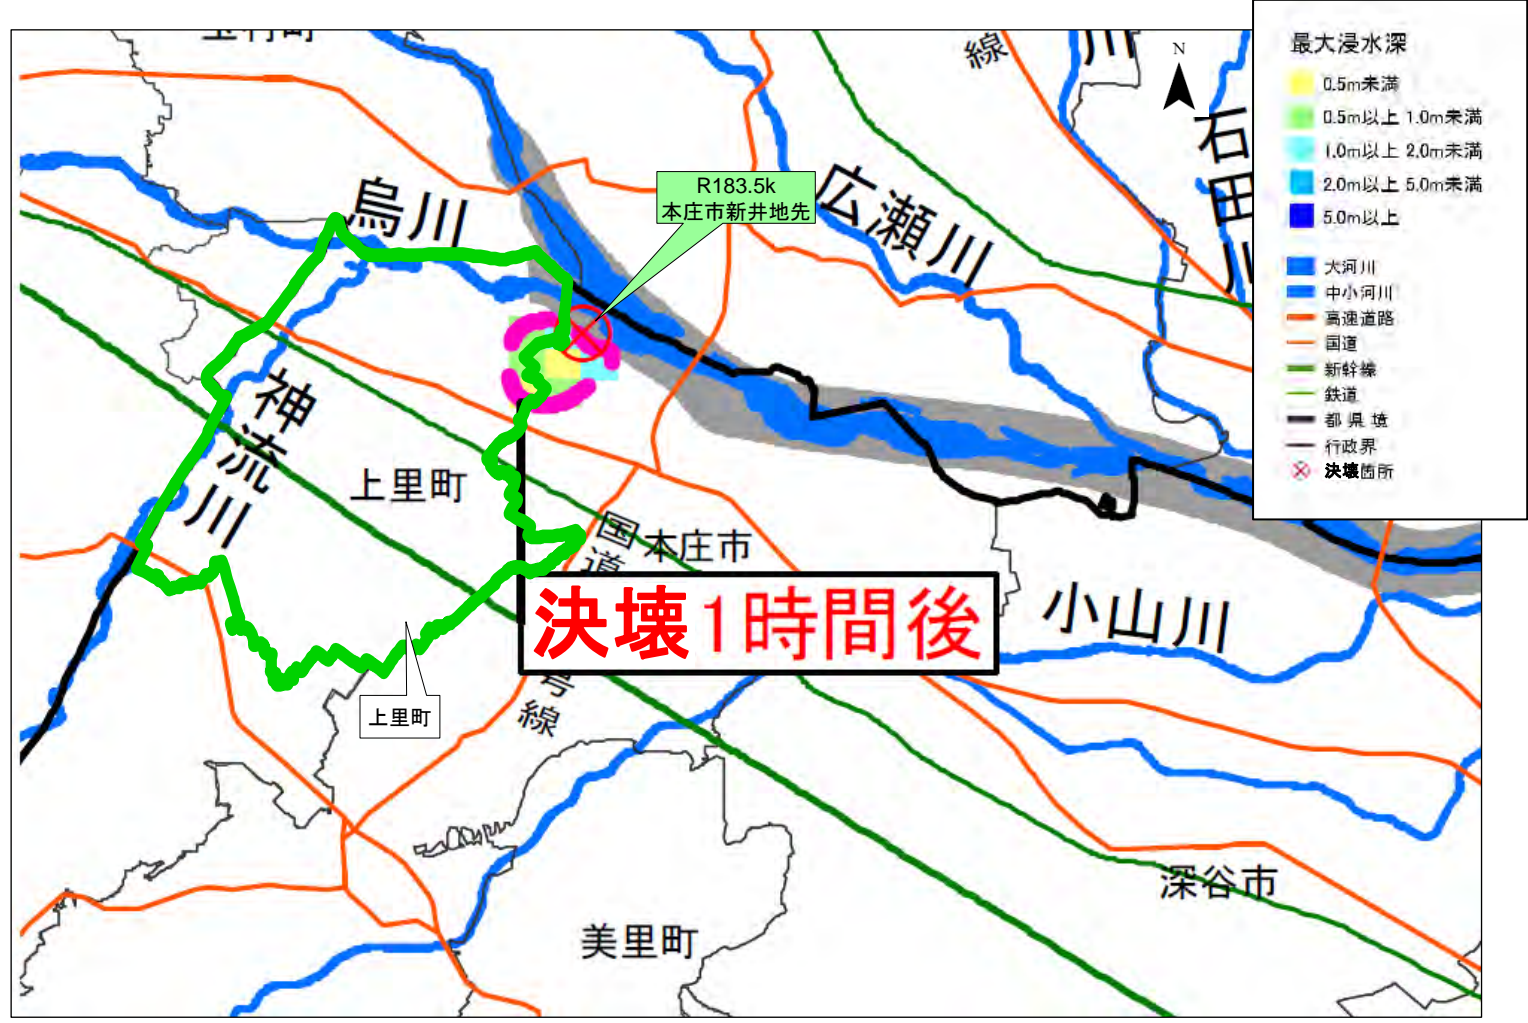 最大浸水深
0.5m未満
0.5m以上 1.0m未満
1.0m以上 2.0m未満
2.0m以上 5.0m未満
5.0m以上
大河川
中小河川
高速道路
国道
新幹線
鉄道
都県境
行政界
決壊箇所
N
線
川
石田川
広瀬川
烏川
R183.5k
本庄市新井地先
神流川
上里町
国道
本庄市
決壊1時間後
号線
小山川
上里町
深谷市
美里町